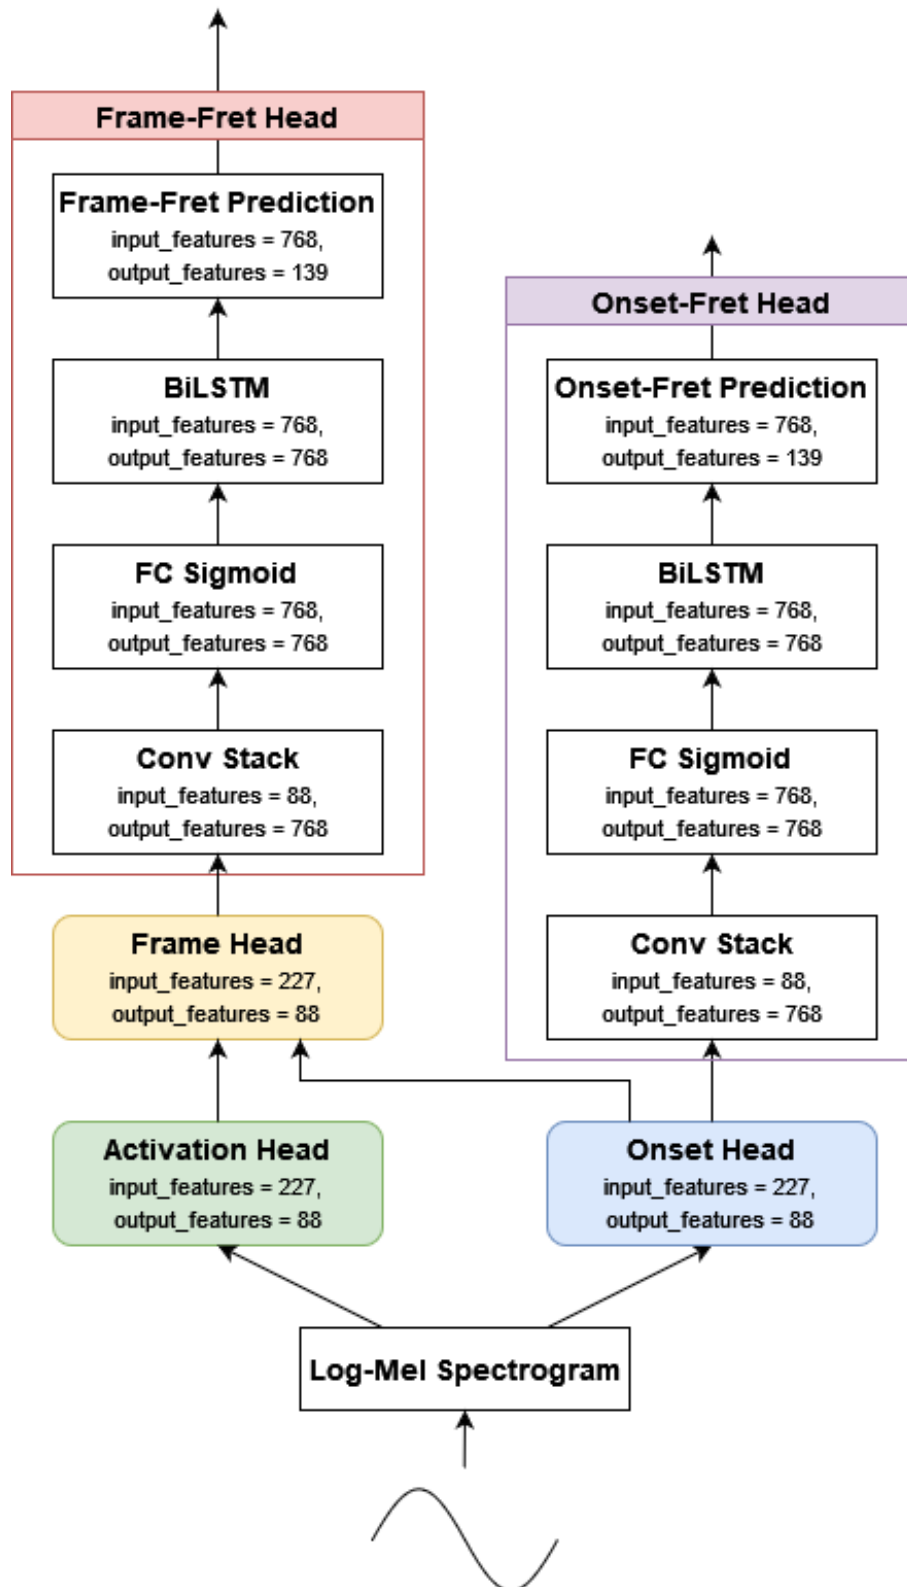 Frame-Fret Head
Frame-Fret Prediction
input_features = 768,
output_features = 139
BiLSTM
input_features = 768,
output_features = 768
FC Sigmoid
input_features = 768,
output_features = 768
Conv Stack
input_features = 88,
output_features = 768
Onset-Fret Head
Onset-Fret Prediction
input_features = 768,
output_features = 139
BiLSTM
input_features = 768,
output_features = 768
FC Sigmoid
input_features = 768,
output_features = 768
Conv Stack
input_features = 88,
output_features = 768
Frame Head
input_features = 227,
output_features = 88
Activation Head
input_features = 227,
output_features = 88
Onset Head
input_features = 227,
output_features = 88
Log-Mel Spectrogram